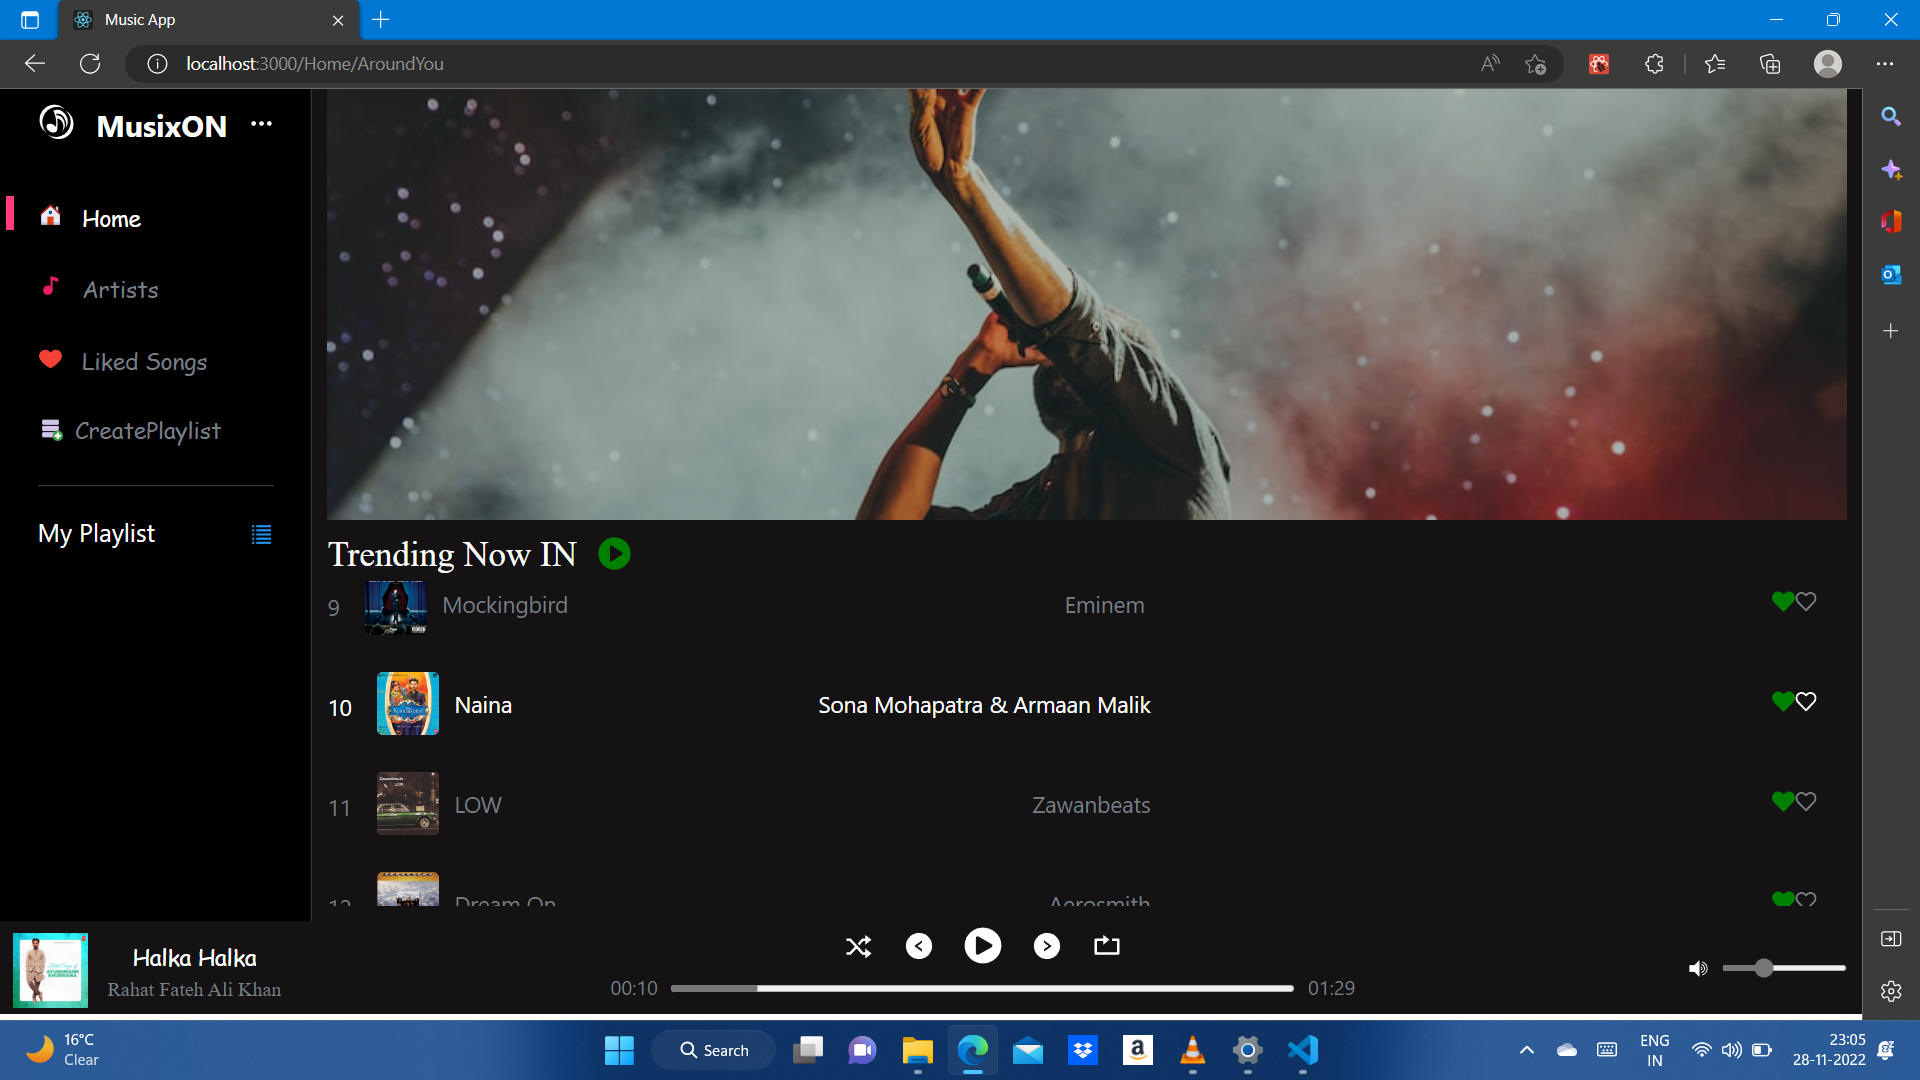 Music App
localhost:3000/Home/AroundYou
MusixON
Home
Artists
Liked Songs
CreatePlaylist
My Playlist
Trending Now IN
9 Mockingbird Eminem
10 Naina Sona Mohapatra & Armaan Malik
11 LOW Zawanbeats
12 Dream On Aerosmith
Halka Halka
Rahat Fateh Ali Khan
00:10 01:29
16°C
Clear
Search
ENG
IN
23:05
28-11-2022